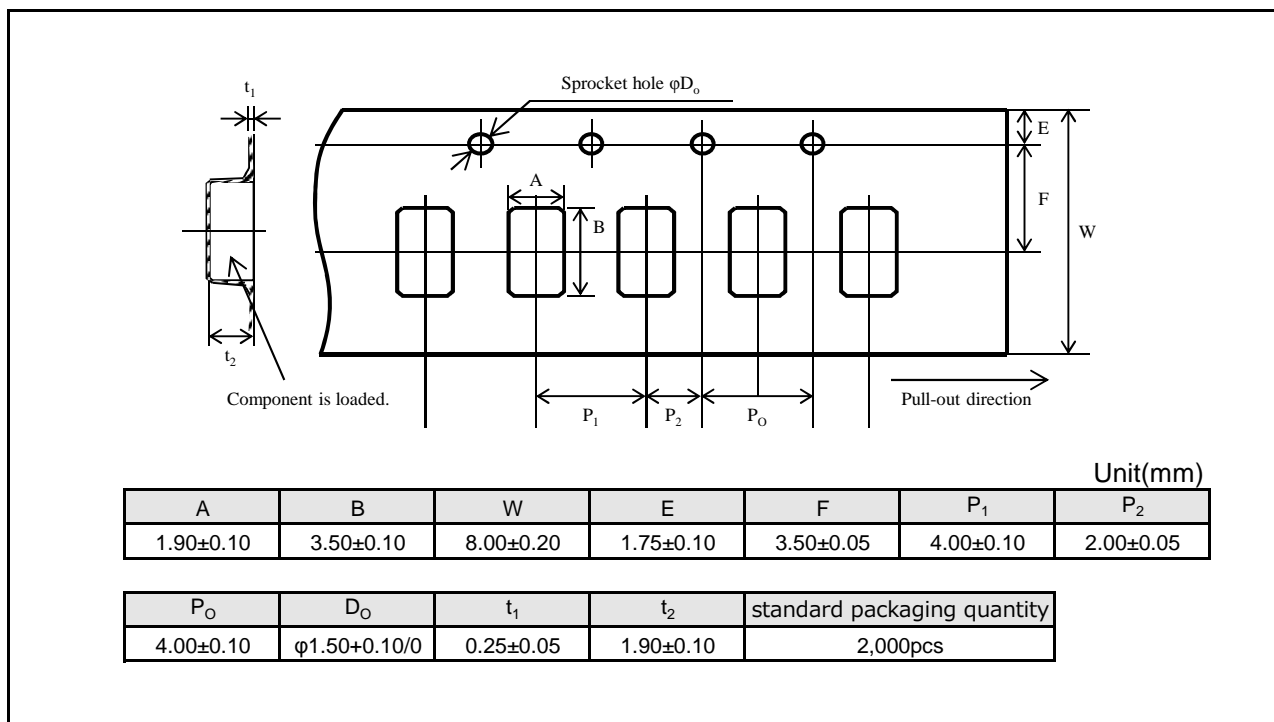 t₁
Sprocket hole φDₒ
E
A
F
B
W
t₂
Component is loaded.
P₁ P₂ P_O
Pull-out direction
Unit(mm)
A B W E F P₁ P₂
1.90±0.10 3.50±0.10 8.00±0.20 1.75±0.10 3.50±0.05 4.00±0.10 2.00±0.05
P_O D_O t₁ t₂ standard packaging quantity
4.00±0.10 φ1.50+0.10/0 0.25±0.05 1.90±0.10 2,000pcs